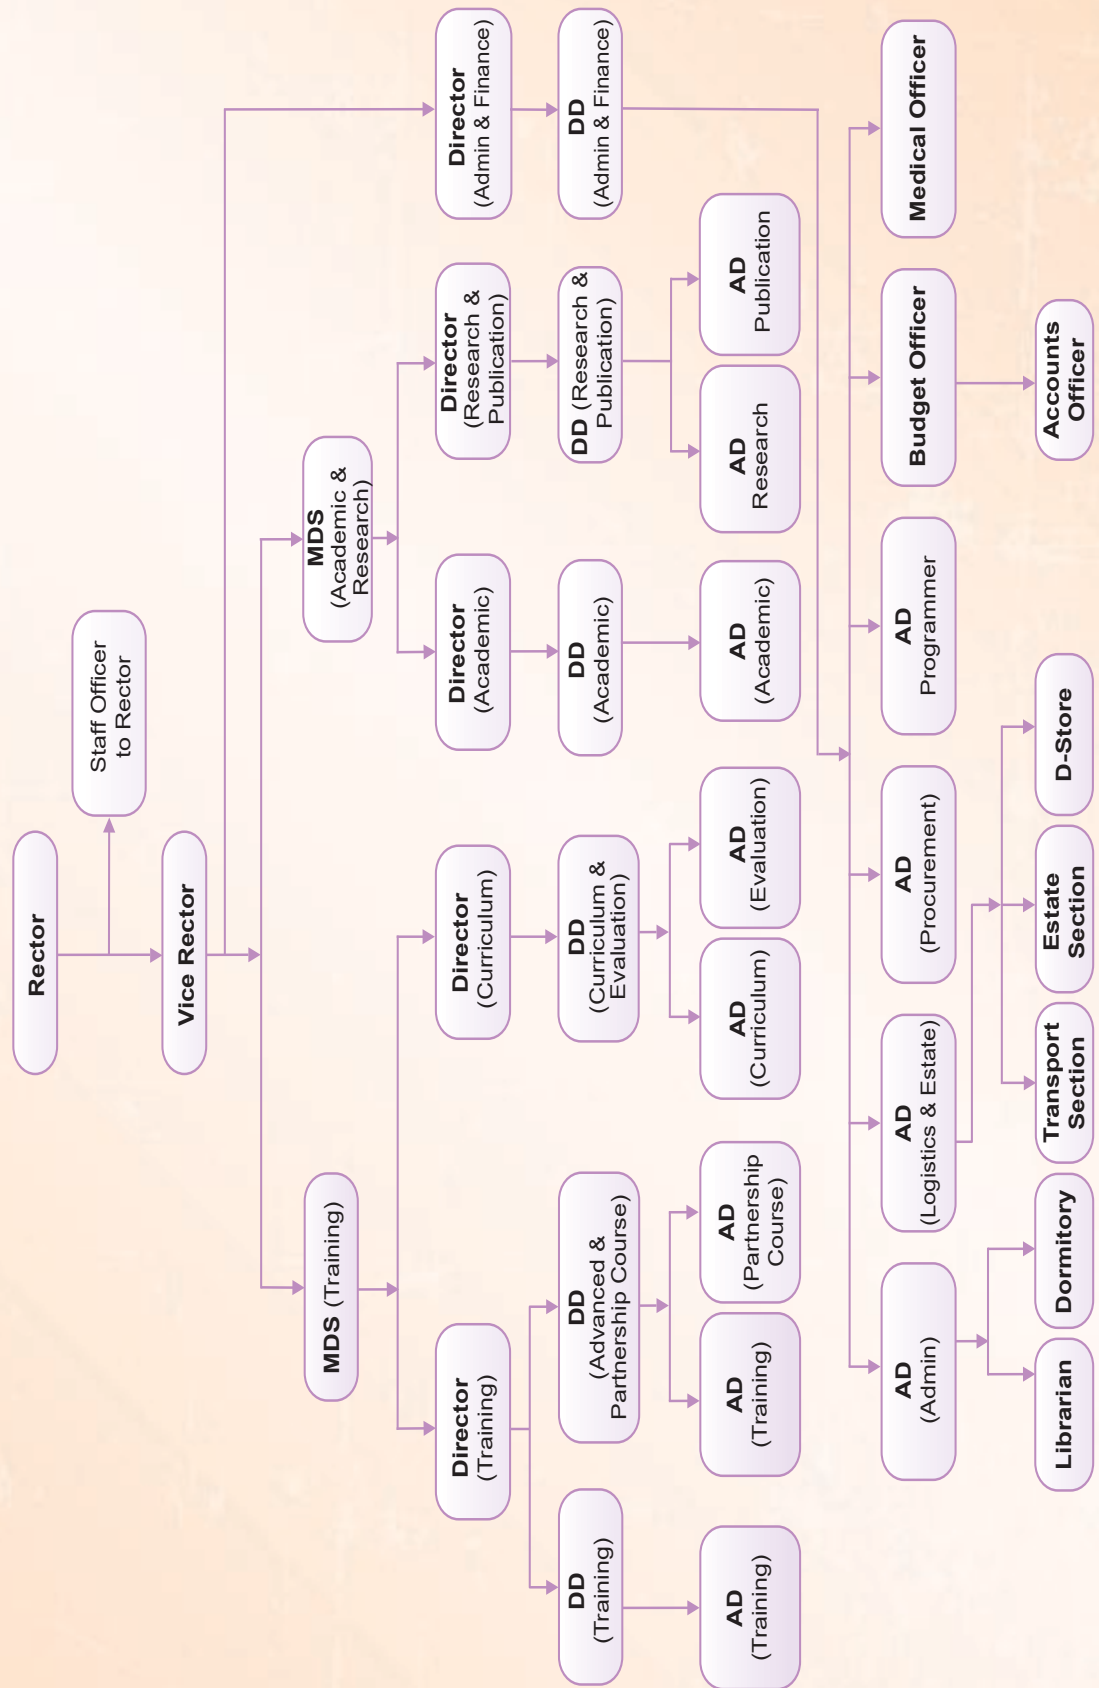 Rector
Staff Officer
to Rector
Vice Rector
MDS (Training)
MDS
(Academic &
Research)
Director
(Training)
Director
(Curriculum)
Director
(Academic)
Director
(Research &
Publication)
Director
(Admin & Finance)
DD
(Training)
DD
(Advanced &
Partnership Course)
DD
(Curriculum &
Evaluation)
DD
(Academic)
DD (Research &
Publication)
DD
(Admin & Finance)
AD
(Training)
AD
(Training)
AD
(Partnership
Course)
AD
(Curriculum)
AD
(Evaluation)
AD
(Academic)
AD
Research
AD
Publication
AD
(Admin)
AD
(Logistics & Estate)
AD
(Procurement)
AD
Programmer
Budget Officer
Medical Officer
Librarian
Dormitory
Transport
Section
Estate
Section
D-Store
Accounts
Officer